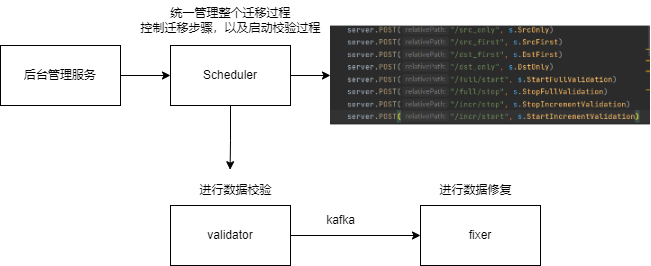 统一管理整个迁移过程
控制迁移步骤，以及启动校验过程
后台管理服务
Scheduler
server.POST( relativePath: "/src_only", s.SrcOnly)
server.POST( relativePath: "/src_first", s.SrcFirst)
server.POST( relativePath: "/dst_first", s.DstFirst)
server.POST( relativePath: "/dst_only", s.DstOnly)
server.POST( relativePath: "/full/start", s.StartFullValidation)
server.POST( relativePath: "/full/stop", s.StopFullValidation)
server.POST( relativePath: "/incr/stop", s.StopIncrementValidation)
server.POST( relativePath: "/incr/start", s.StartIncrementValidation)
进行数据校验
进行数据修复
validator
kafka
fixer